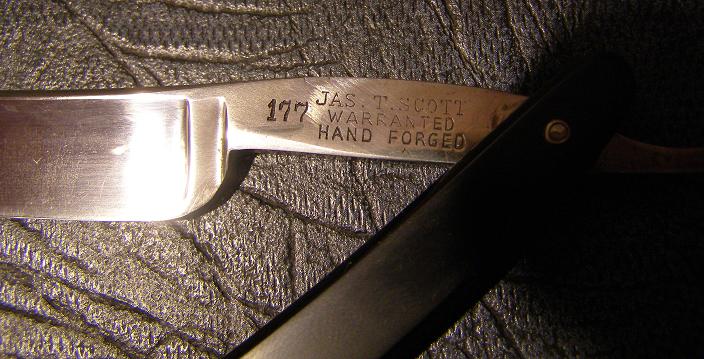 177
JAS. T. SCOTT
WARRANTED
HAND FORGED